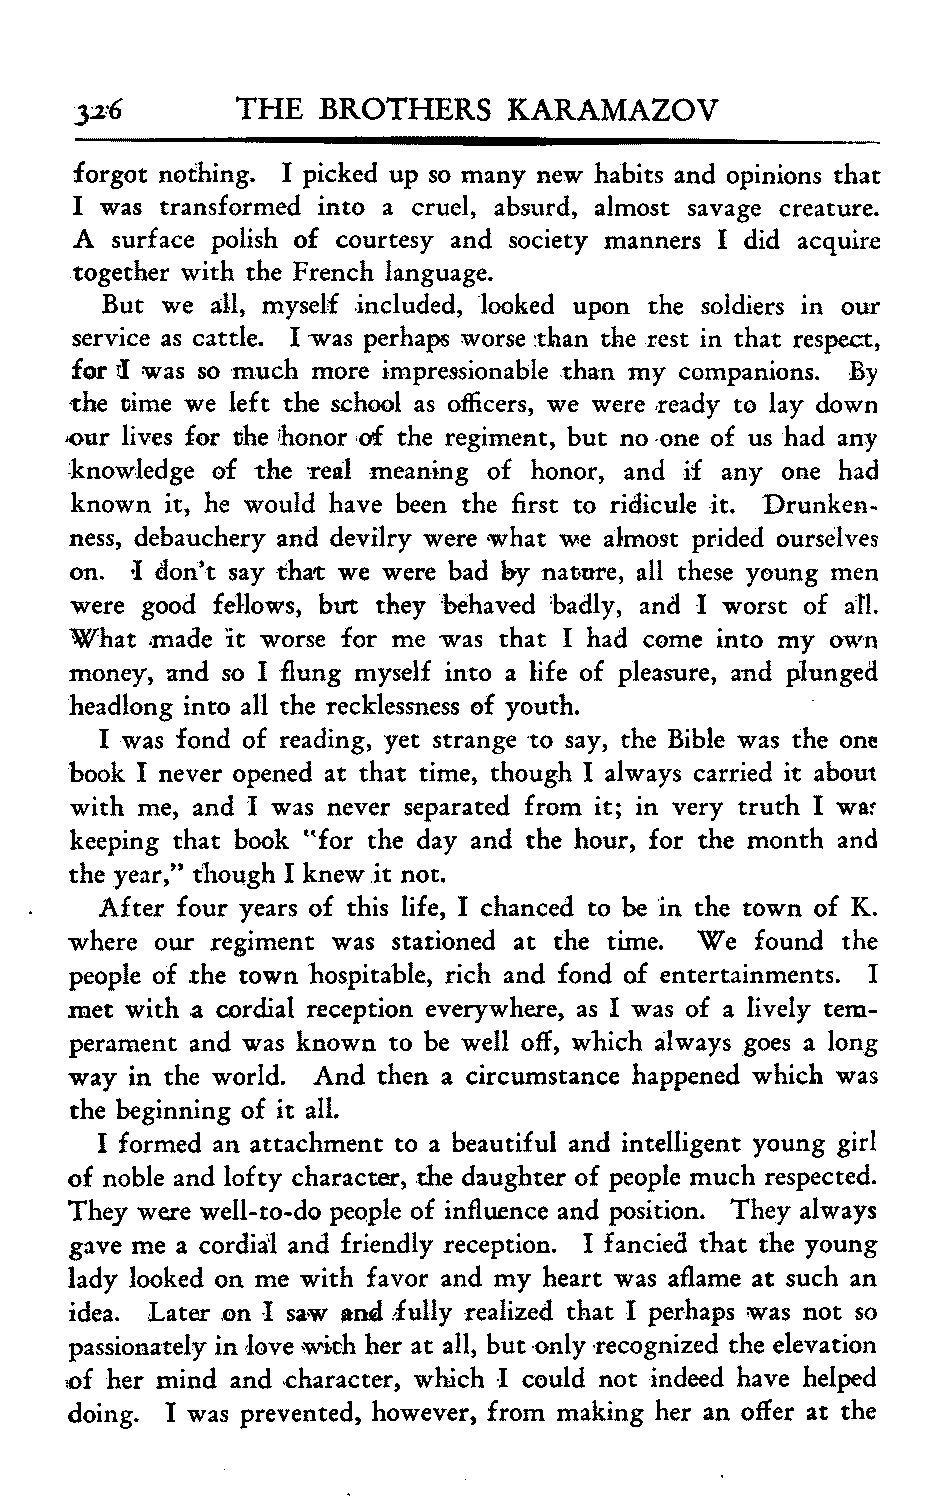 326 THE BROTHERS KARAMAZOV
forgot nothing. I picked up so many new habits and opinions that
I was transformed into a cruel, absurd, almost savage creature.
A surface polish of courtesy and society manners I did acquire
together with the French language.
But we all, myself included, looked upon the soldiers in our
service as cattle. I was perhaps worse than the rest in that respect,
for I was so much more impressionable than my companions. By
the time we left the school as officers, we were ready to lay down
our lives for the honor of the regiment, but no one of us had any
knowledge of the real meaning of honor, and if any one had
known it, he would have been the first to ridicule it. Drunken-
ness, debauchery and devilry were what we almost prided ourselves
on. I don't say that we were bad by nature, all these young men
were good fellows, but they behaved badly, and I worst of all.
What made it worse for me was that I had come into my own
money, and so I flung myself into a life of pleasure, and plunged
headlong into all the recklessness of youth.
I was fond of reading, yet strange to say, the Bible was the one
book I never opened at that time, though I always carried it about
with me, and I was never separated from it; in very truth I was
keeping that book "for the day and the hour, for the month and
the year," though I knew it not.
After four years of this life, I chanced to be in the town of K.
where our regiment was stationed at the time. We found the
people of the town hospitable, rich and fond of entertainments. I
met with a cordial reception everywhere, as I was of a lively tem-
perament and was known to be well off, which always goes a long
way in the world. And then a circumstance happened which was
the beginning of it all.
I formed an attachment to a beautiful and intelligent young girl
of noble and lofty character, the daughter of people much respected.
They were well-to-do people of influence and position. They always
gave me a cordial and friendly reception. I fancied that the young
lady looked on me with favor and my heart was aflame at such an
idea. Later on I saw and fully realized that I perhaps was not so
passionately in love with her at all, but only recognized the elevation
of her mind and character, which I could not indeed have helped
doing. I was prevented, however, from making her an offer at the